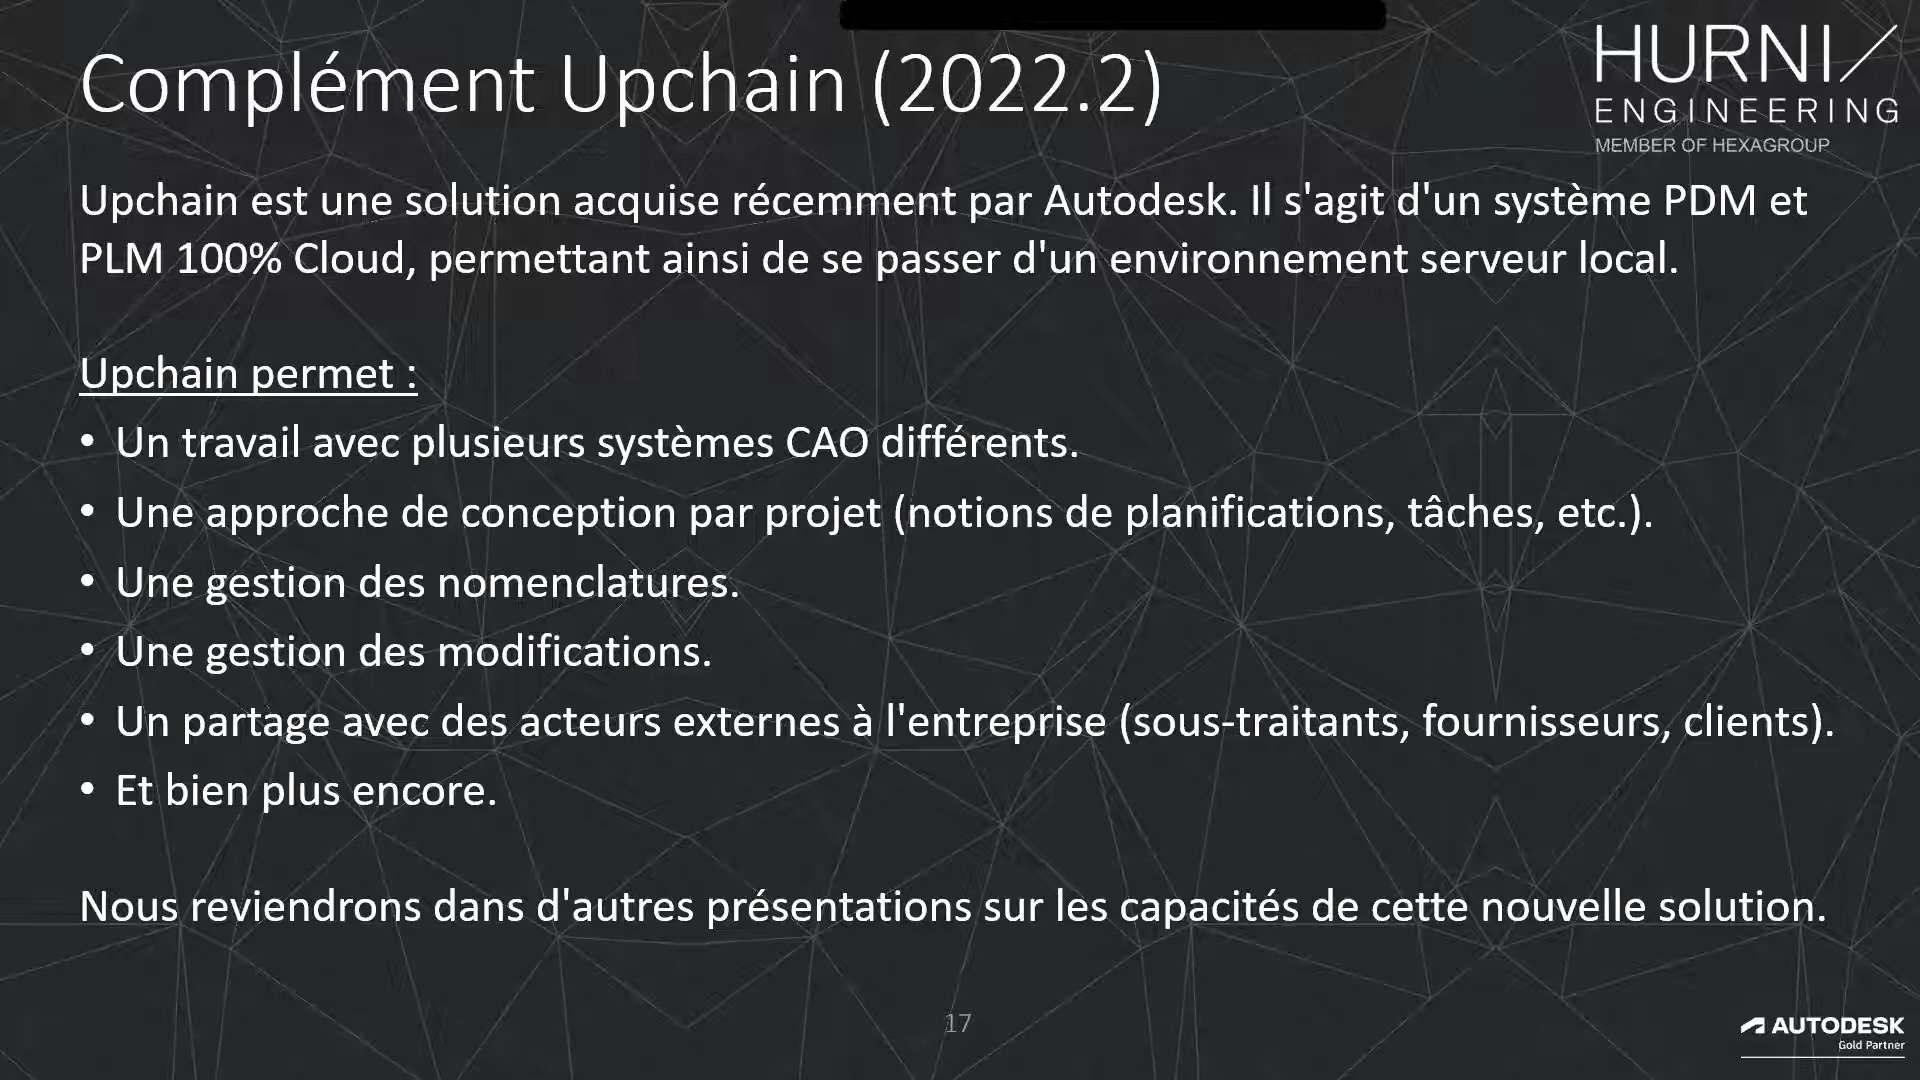 Complément Upchain (2022.2)
HURNI
ENGINEERING
MEMBER OF HEXAGROUP
Upchain est une solution acquise récemment par Autodesk. Il s'agit d'un système PDM et
PLM 100% Cloud, permettant ainsi de se passer d'un environnement serveur local.
Upchain permet :
• Un travail avec plusieurs systèmes CAO différents.
• Une approche de conception par projet (notions de planifications, tâches, etc.).
• Une gestion des nomenclatures.
• Une gestion des modifications.
• Un partage avec des acteurs externes à l'entreprise (sous-traitants, fournisseurs, clients).
• Et bien plus encore.
Nous reviendrons dans d'autres présentations sur les capacités de cette nouvelle solution.
17
AUTODESK
Gold Partner